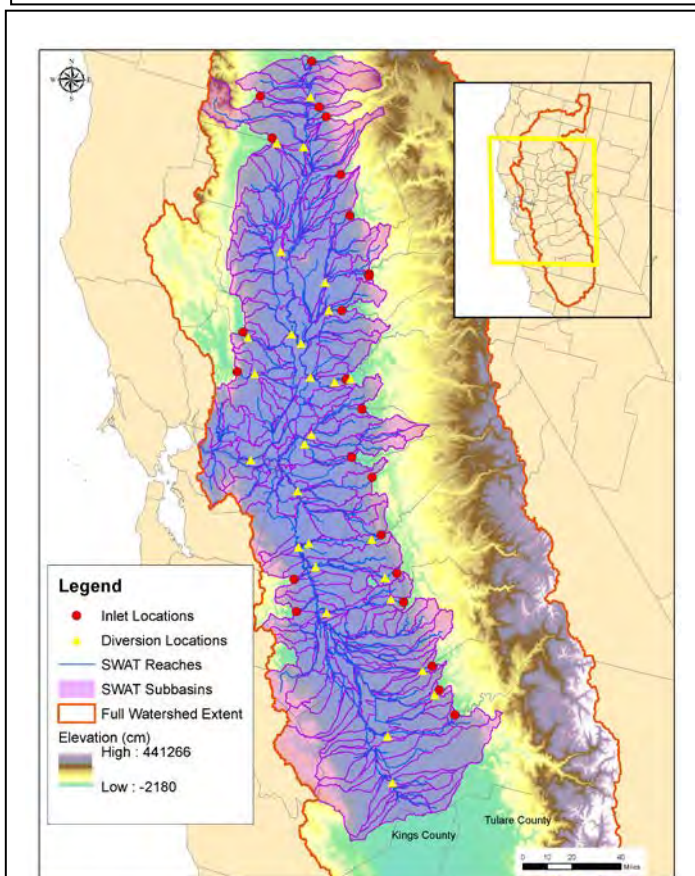 N
W E
S
Legend
Inlet Locations
Diversion Locations
SWAT Reaches
SWAT Subbasins
Full Watershed Extent
Elevation (cm)
High : 441266
Low : -2180
Tulare County
Kings County
0 10 20 40
Miles